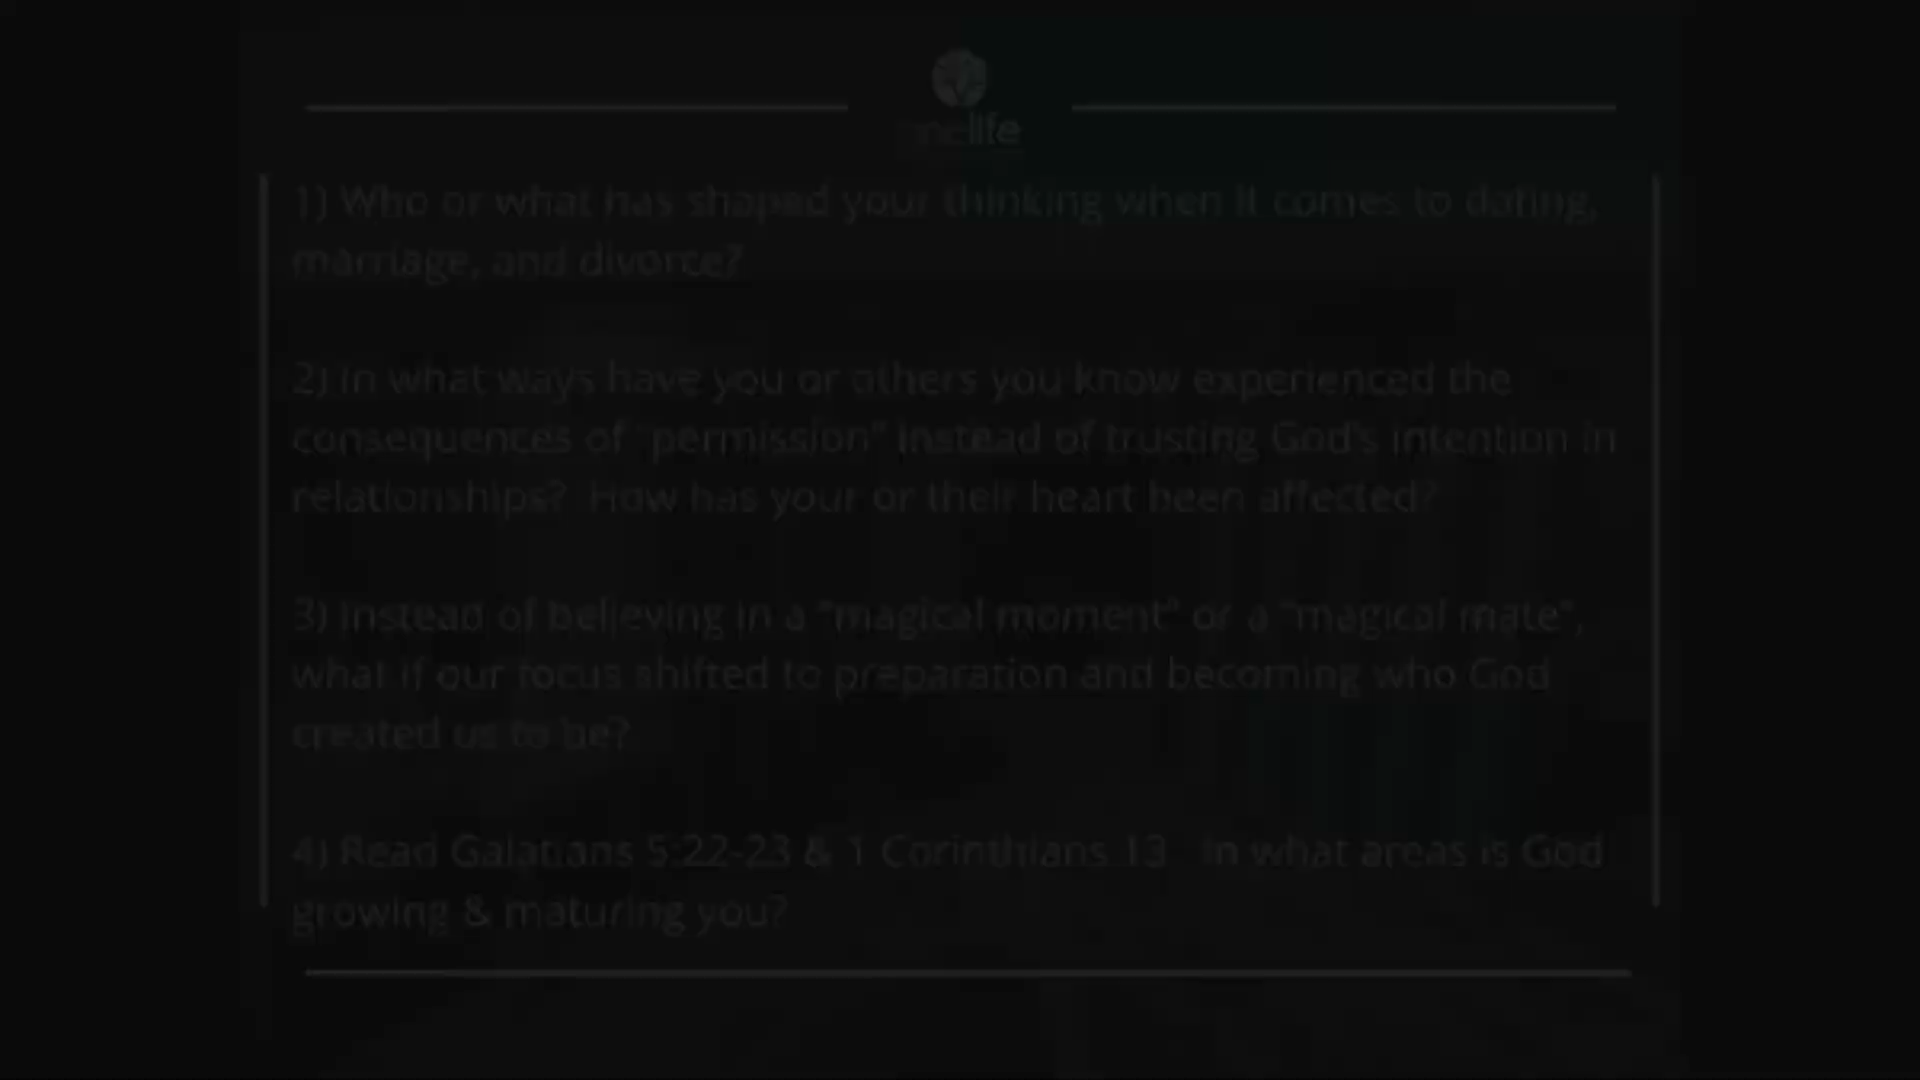 onelife
1) Who or what has shaped your thinking when it comes to dating,
marriage, and divorce?
2) In what ways have you or others you know experienced the
consequences of "permission" instead of trusting God's intention in
relationships? How has your or their heart been affected?
3) Instead of believing in a "magical moment" or a "magical mate",
what if our focus shifted to preparation and becoming who God
created us to be?
4) Read Galatians 5:22-23 & 1 Corinthians 13. In what areas is God
growing & maturing you?